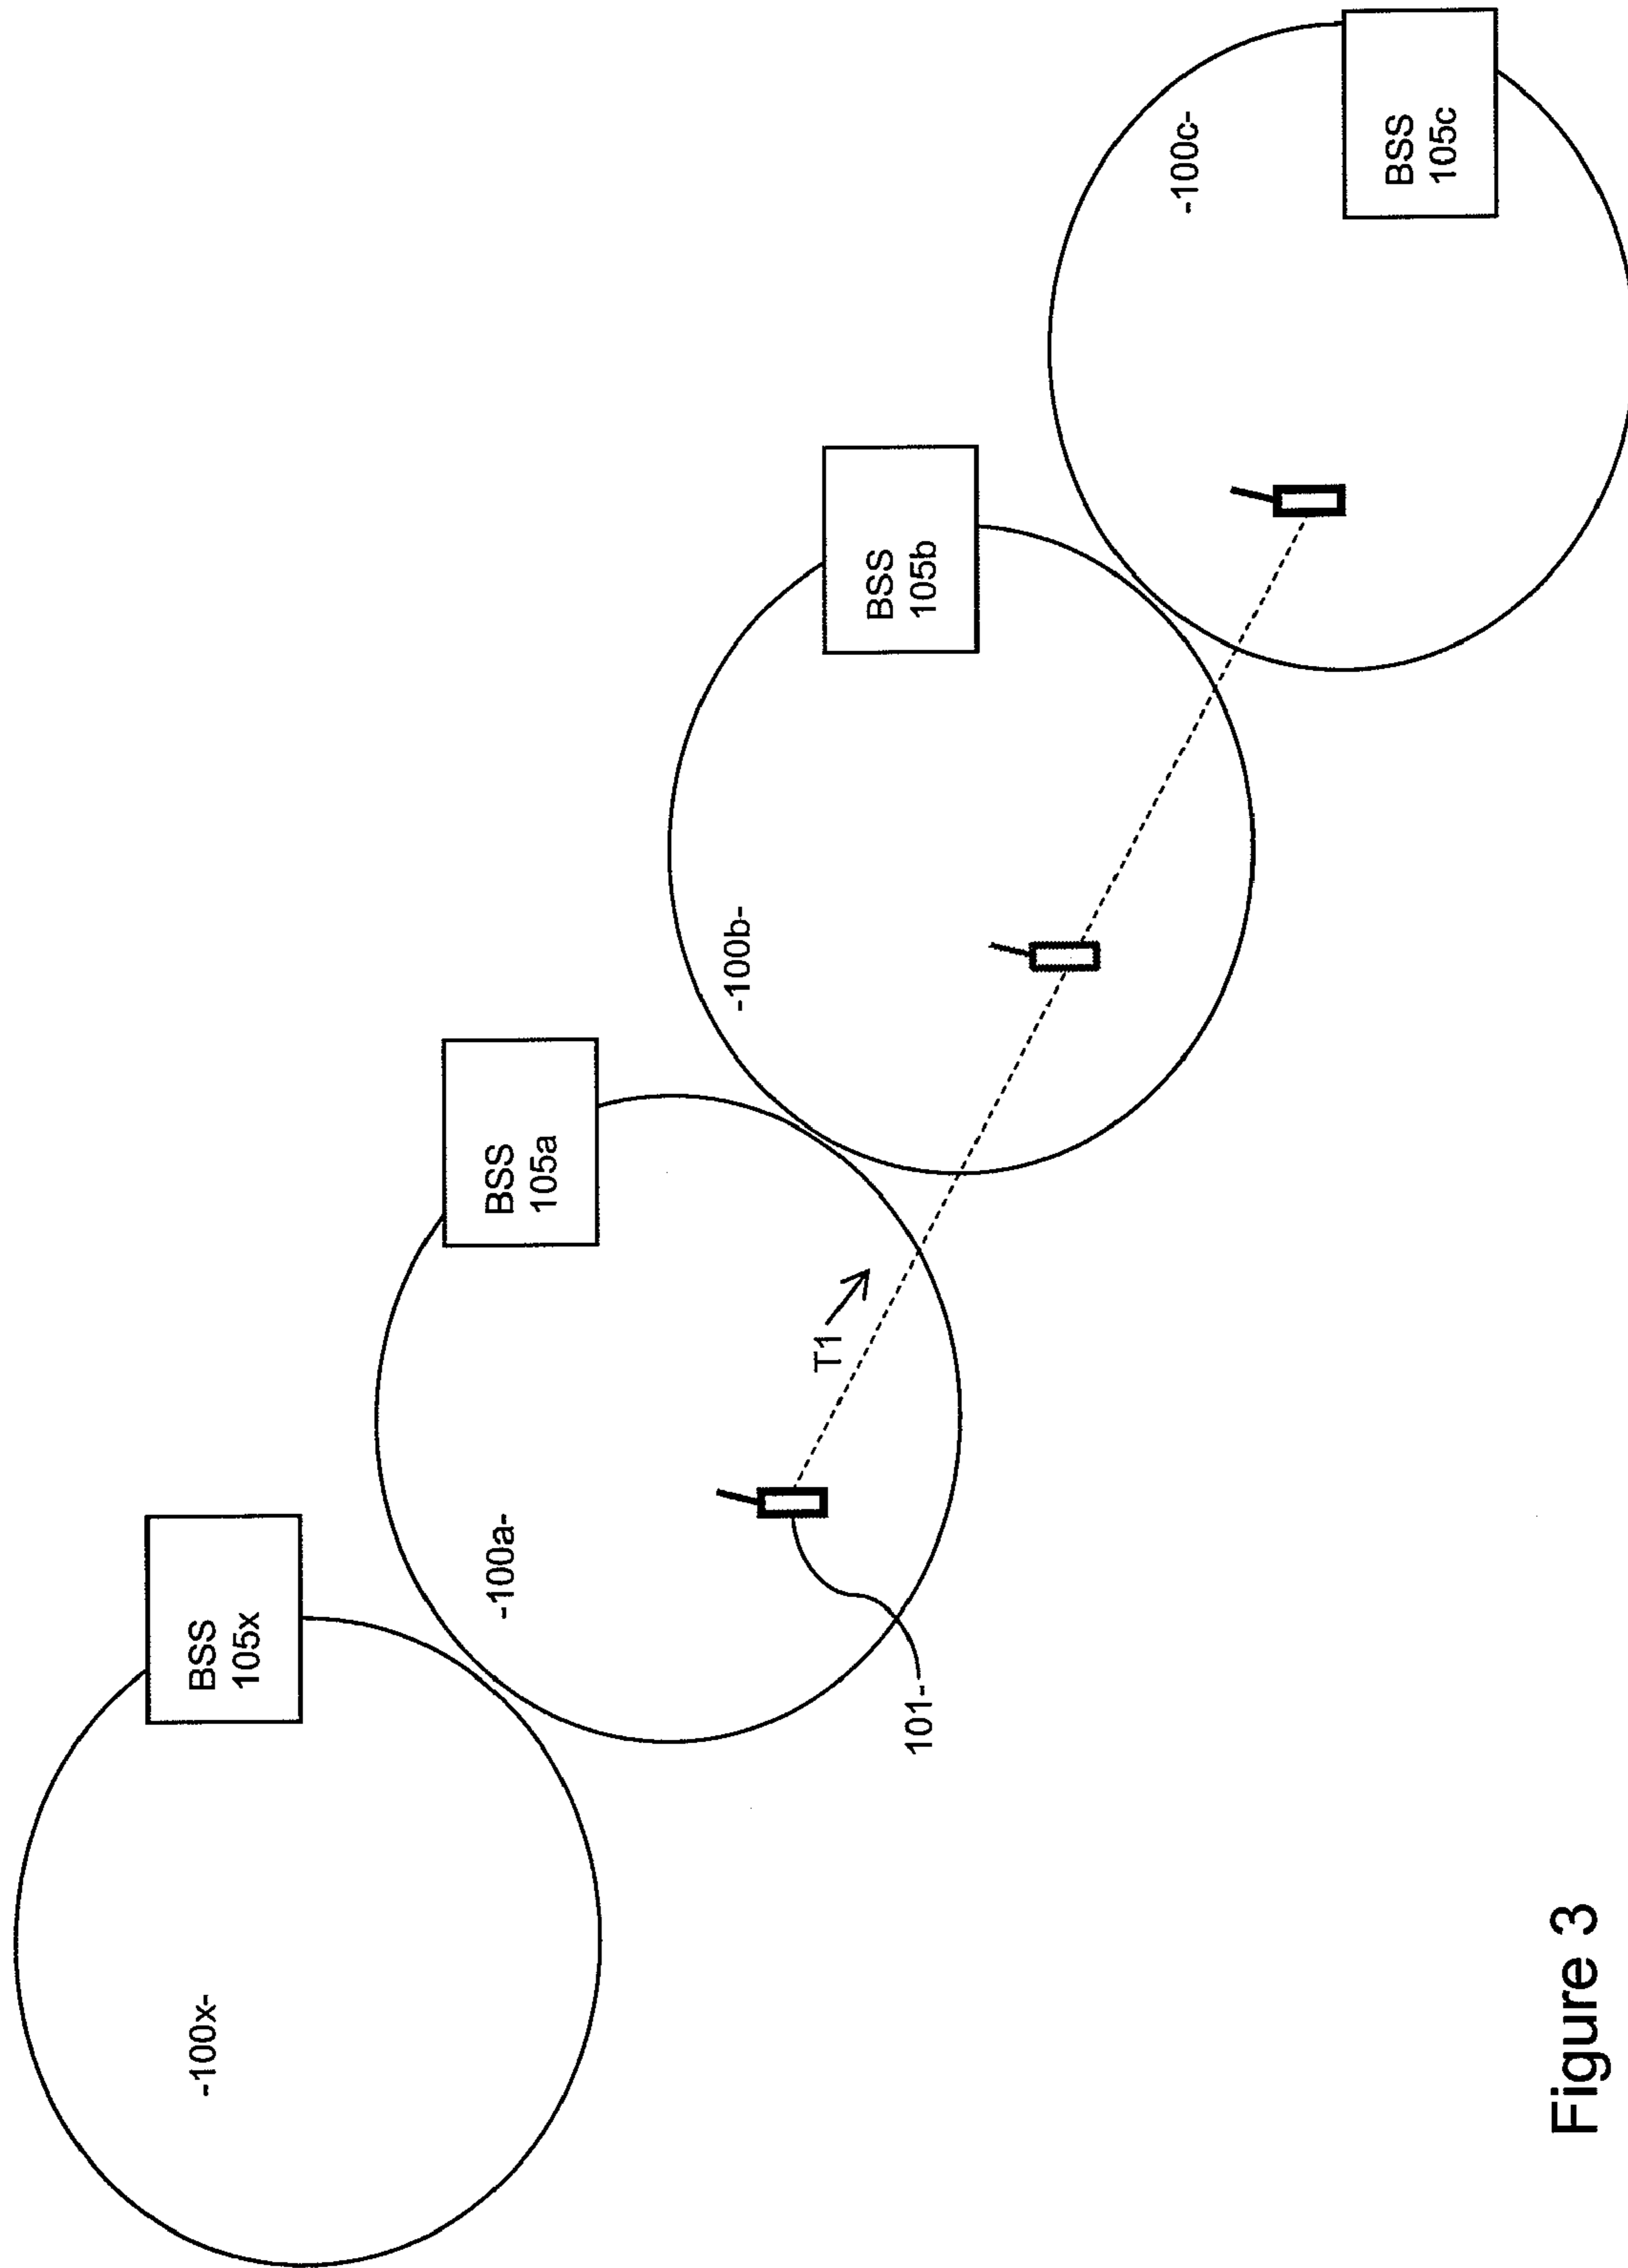 -100x-
BSS
105x
-100a-
BSS
105a
101-
T1
-100b-
BSS
105b
-100c-
BSS
105c
Figure 3